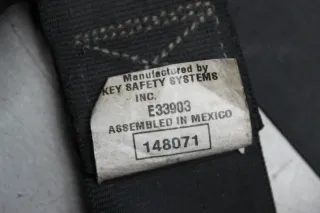 Manufactured by
KEY SAFETY SYSTEMS
INC.
E33903
ASSEMBLED IN MEXICO
148071